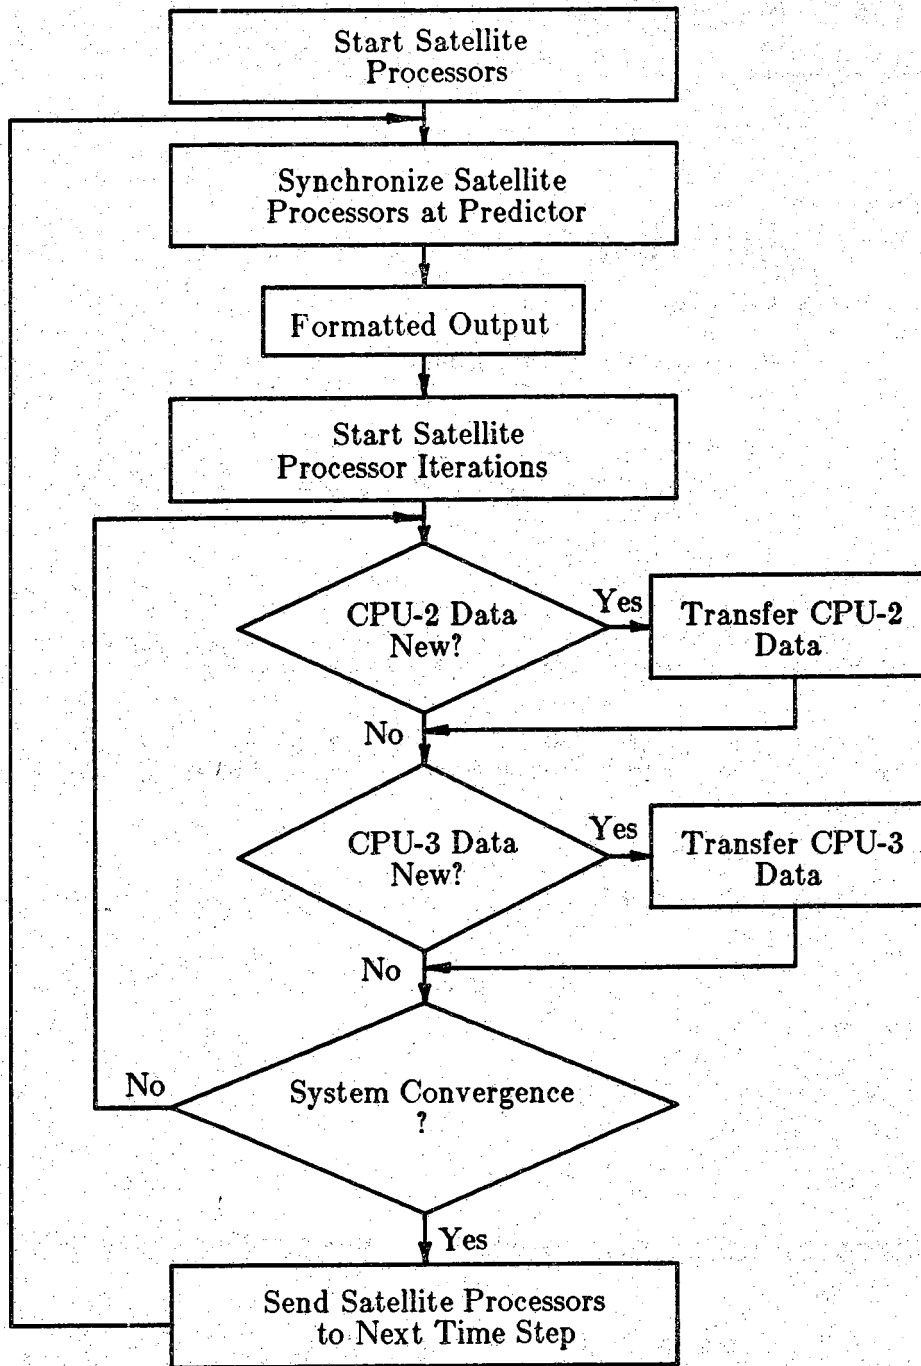 Start Satellite
Processors
Synchronize Satellite
Processors at Predictor
Formatted Output
Start Satellite
Processor Iterations
CPU-2 Data
New?
Yes
Transfer CPU-2
Data
No
CPU-3 Data
New?
Yes
Transfer CPU-3
Data
No
System Convergence
?
No
Yes
Send Satellite Processors
to Next Time Step